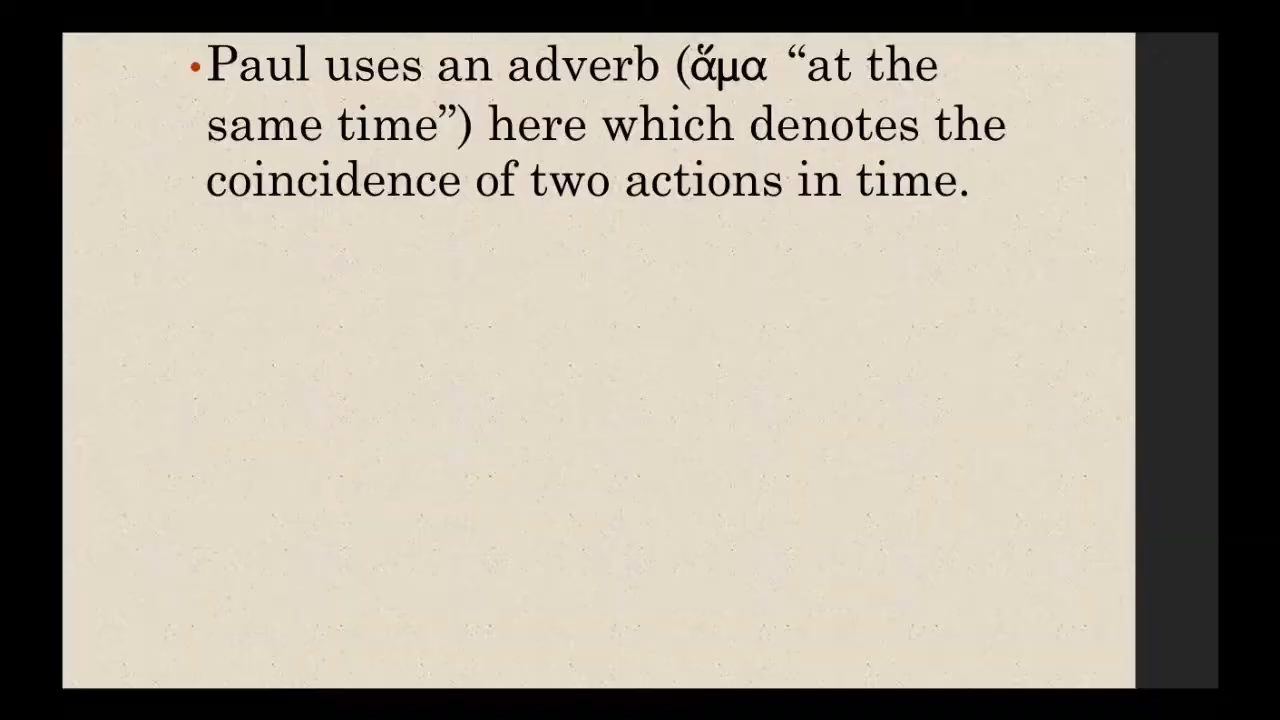 •Paul uses an adverb (ἅμα “at the
same time”) here which denotes the
coincidence of two actions in time.